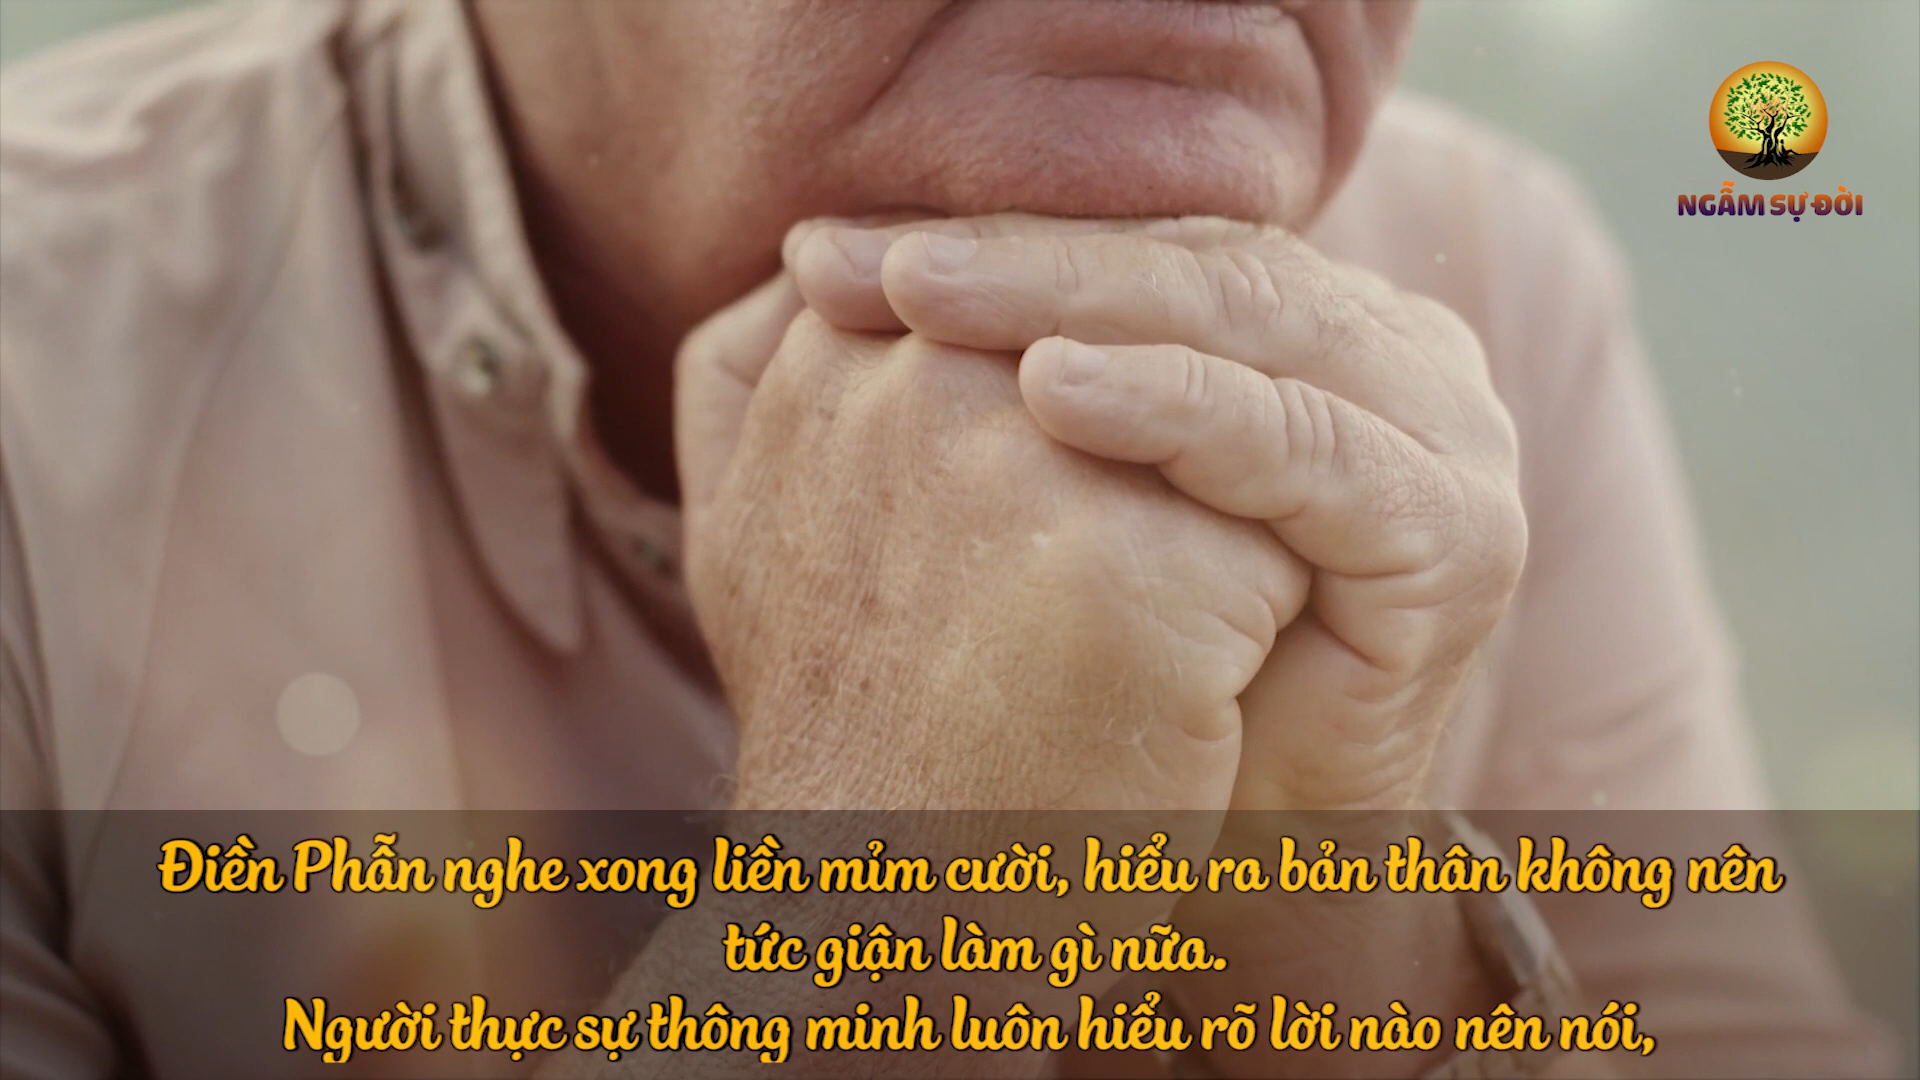 NGẪM SỰ ĐỜI
Điền Phẫn nghe xong liền mỉm cười, hiểu ra bản thân không nên
tức giận làm gì nữa.
Người thực sự thông minh luôn hiểu rõ lời nào nên nói,